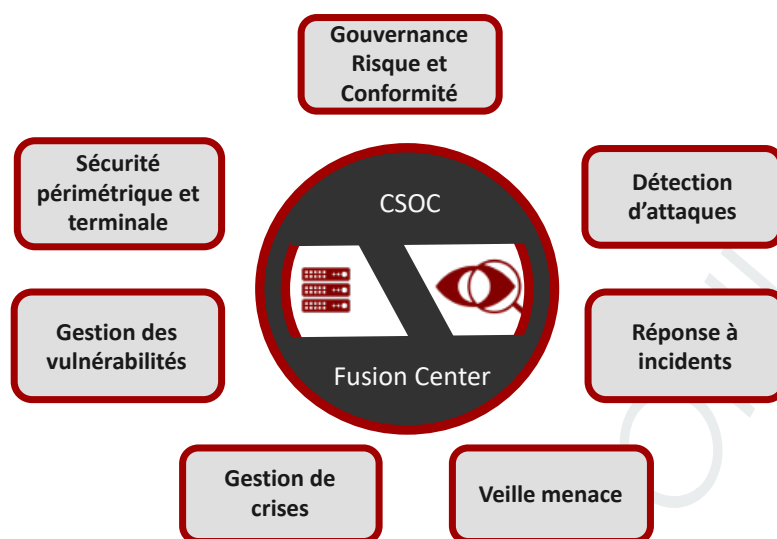 Gouvernance
Risque et
Conformité
Sécurité
périmétrique et
terminale
CSOC
Détection
d’attaques
Gestion des
vulnérabilités
Fusion Center
Réponse à
incidents
Gestion de
crises
Veille menace